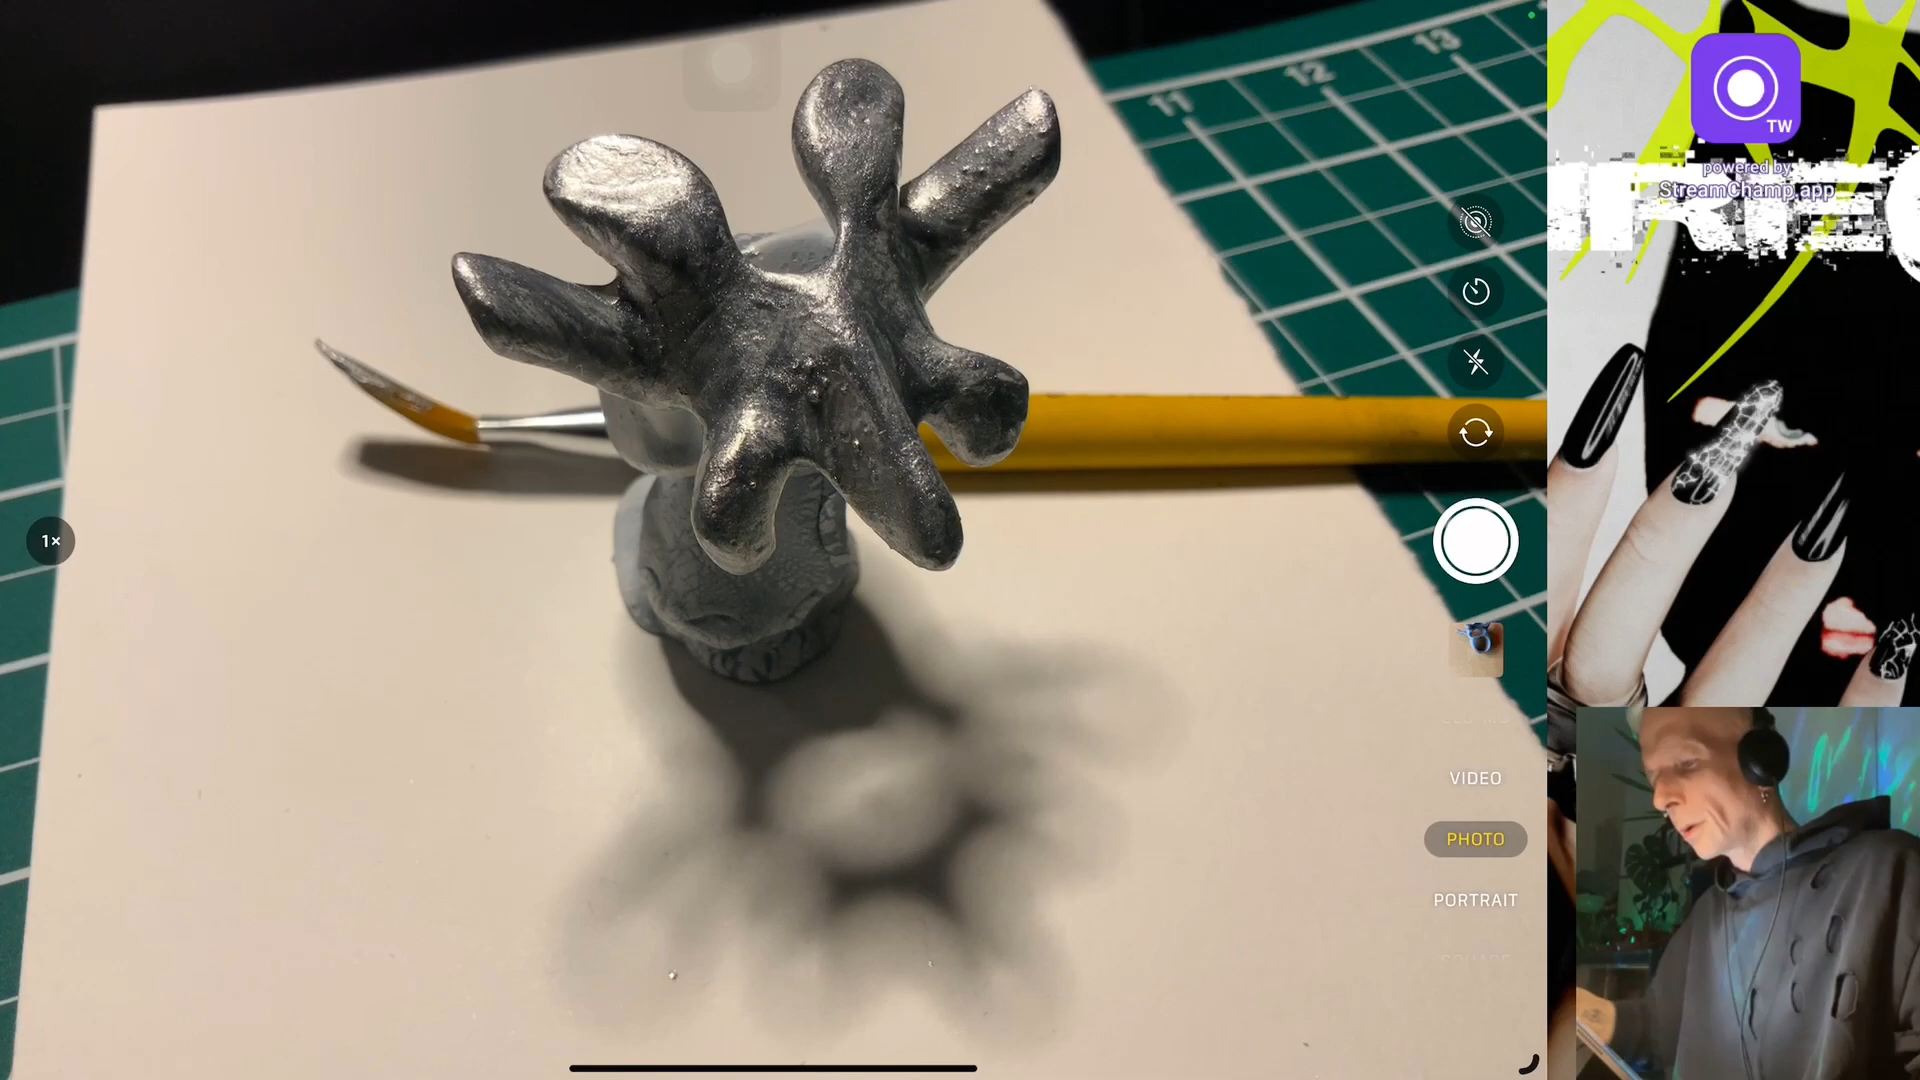 11 12 13
TW
powered by
StreamChamp.app
1×
VIDEO
PHOTO
PORTRAIT